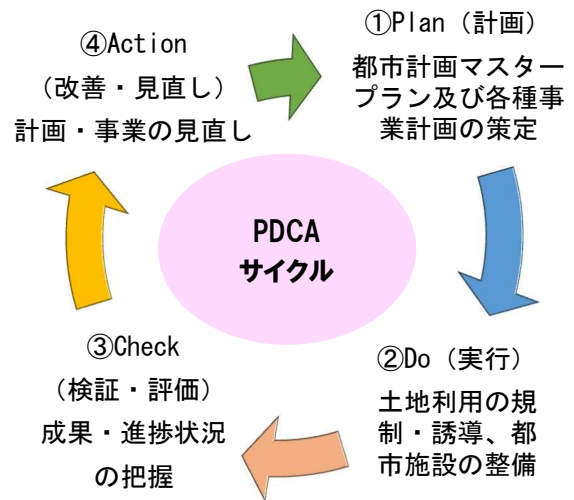 ①Plan（計画）
都市計画マスター
プラン及び各種事
業計画の策定
④Action
（改善・見直し）
計画・事業の見直し
PDCA
サイクル
③Check
（検証・評価）
成果・進捗状況
の把握
②Do（実行）
土地利用の規
制・誘導、都
市施設の整備